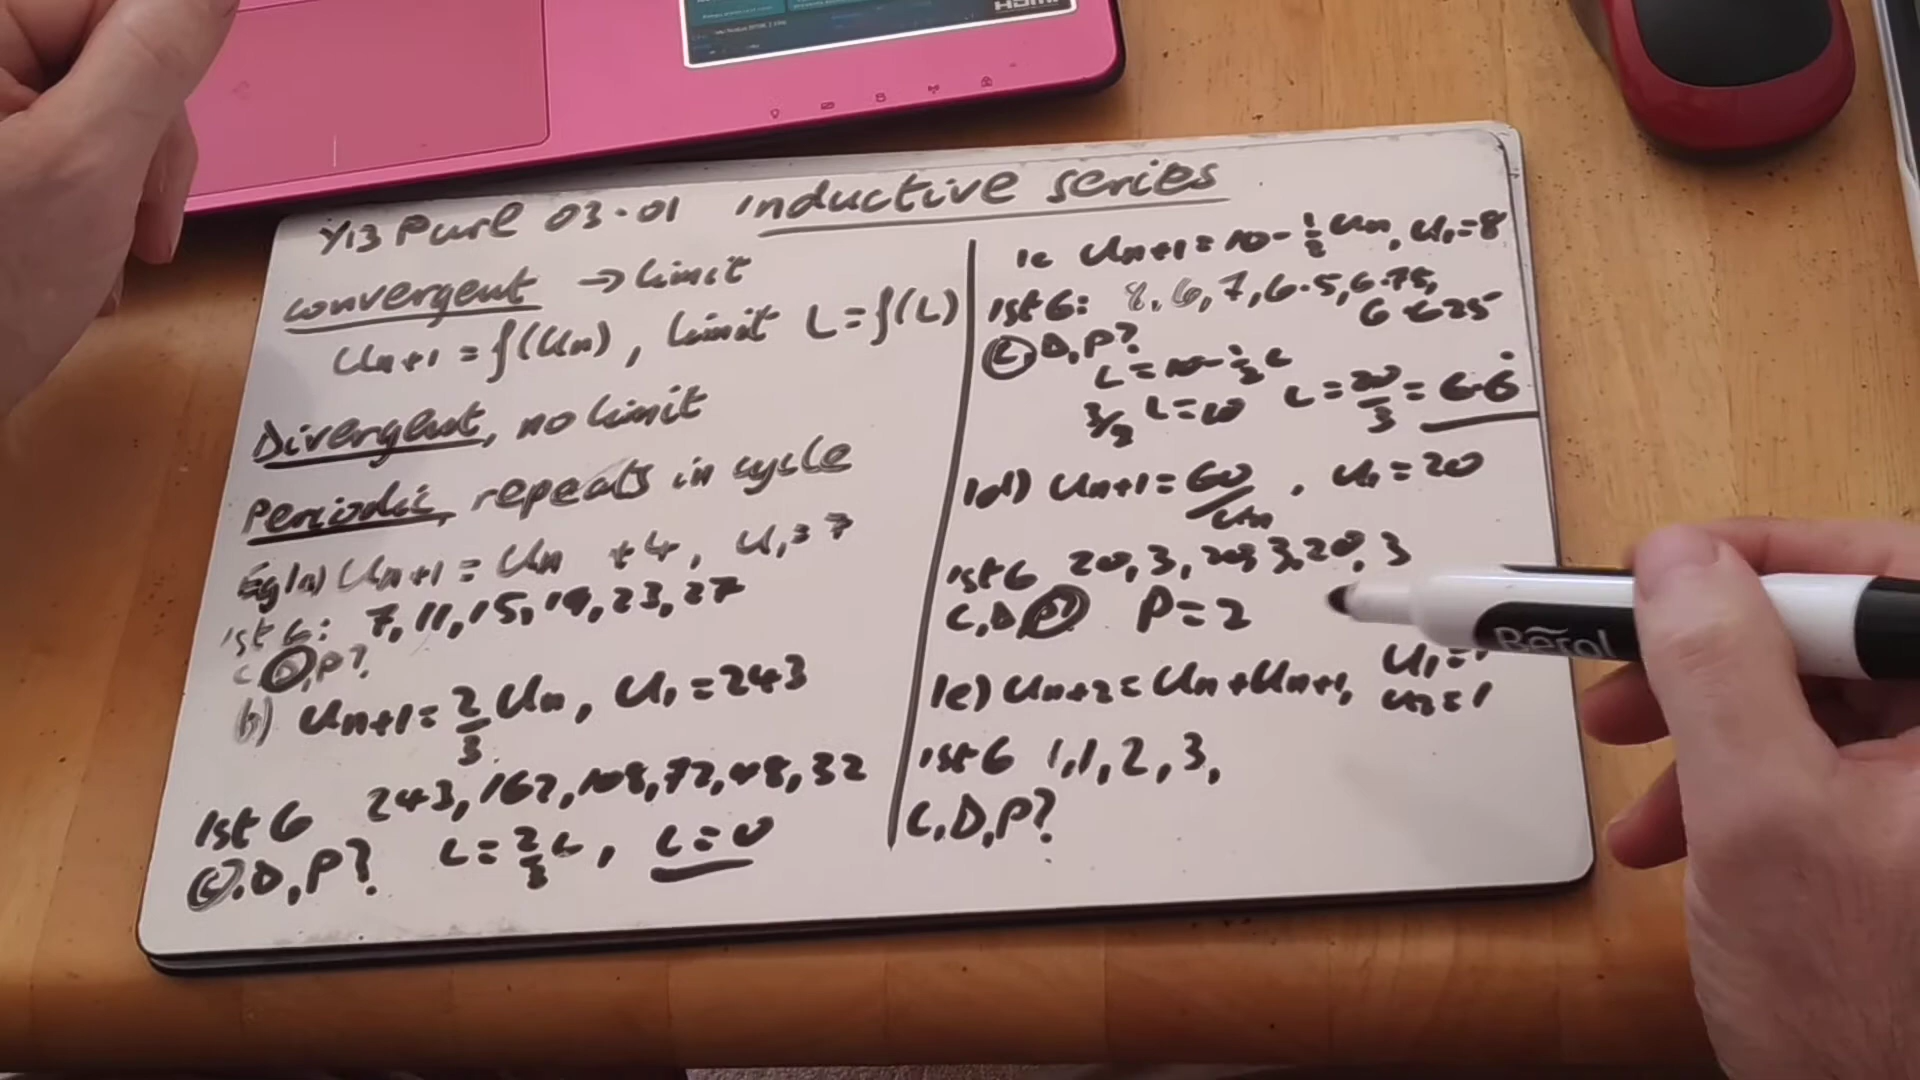 HDMI
Y13 Pure 03.01 inductive series
convergent → limit
Un+1 = f(Un), limit L = f(L)
Divergent, no limit
Periodic, repeats in cycle
Eg 1a) Un+1 = Un + 4, U1 = 7
1st 6: 7, 11, 15, 19, 23, 27
C, D, P?
b) Un+1 = 2/3 Un, U1 = 243
1st 6 243, 162, 108, 72, 48, 32
C, D, P? L = 2/3 L, L = 0
1c Un+1 = 10 - 1/2 Un, U1 = 8
1st 6: 8, 6, 7, 6.5, 6.75,
6.625
C, D, P?
L = 10 - 1/2 L
3/2 L = 10 L = 20/3 = 6.6̇
1d) Un+1 = 60/Un, U1 = 20
1st 6 20, 3, 20, 3, 20, 3
C, D, P? P = 2
1e) Un+2 = Un + Un+1, U1 = 1
U2 = 1
1st 6 1, 1, 2, 3,
C, D, P?
Berol